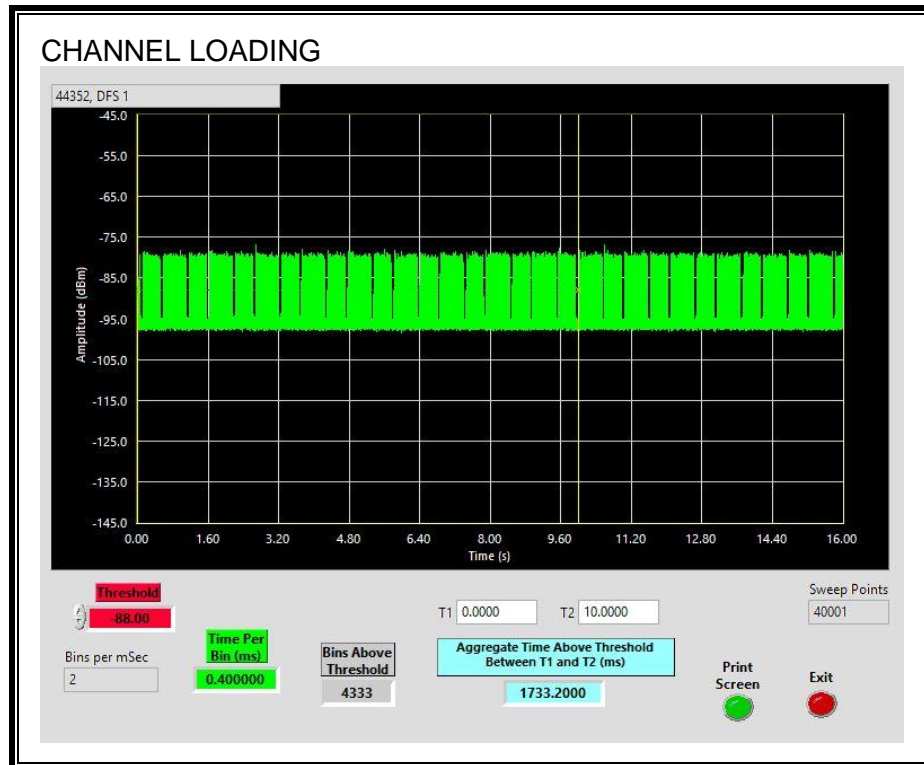 CHANNEL LOADING
44352, DFS 1
-45.0
-55.0
-65.0
-75.0
-85.0
-95.0
-105.0
-115.0
-125.0
-135.0
-145.0
Amplitude (dBm)
0.00 1.60 3.20 4.80 6.40 8.00 9.60 11.20 12.80 14.40 16.00
Time (s)
Threshold
-88.00
Bins per mSec
2
Time Per
Bin (ms)
0.400000
Bins Above
Threshold
4333
T1 0.0000 T2 10.0000
Aggregate Time Above Threshold
Between T1 and T2 (ms)
1733.2000
Sweep Points
40001
Print
Screen
Exit